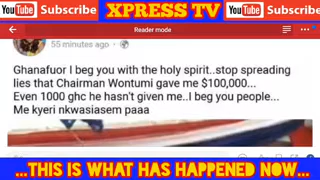 YouTube Subscribe XPRESS TV YouTube Subscribe
Reader mode
55 minutes ago
Ghanafuor I beg you with the holy spirit..stop spreading
lies that Chairman Wontumi gave me $100,000...
Even 1000 ghc he hasn't given me..I beg you people...
Me kyeri nkwasiasem paaa
...THIS IS WHAT HAS HAPPENED NOW...